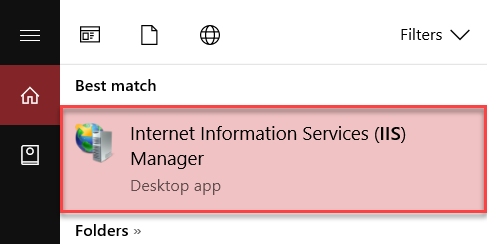 Filters
Best match
Internet Information Services (IIS)
Manager
Desktop app
Folders »